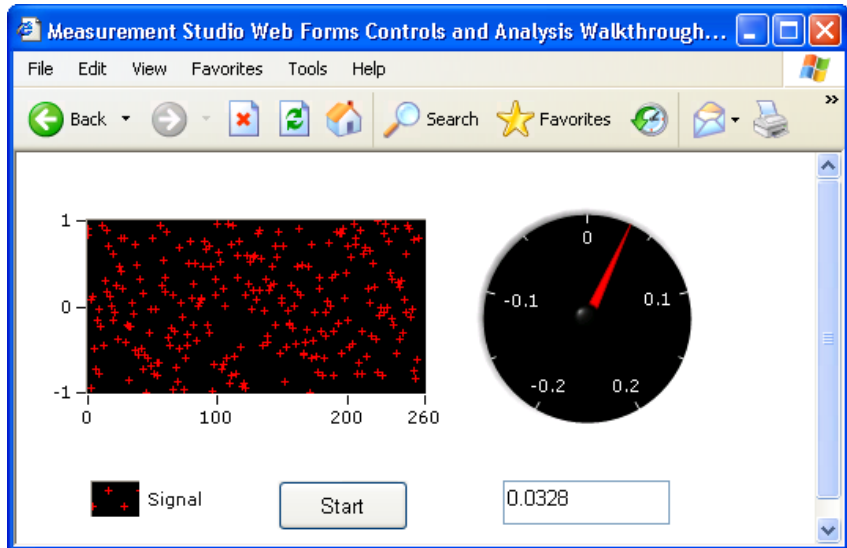 Measurement Studio Web Forms Controls and Analysis Walkthrough...
File Edit View Favorites Tools Help
Back Search Favorites »
1
0
-1
0 100 200 260
0
-0.1 0.1
-0.2 0.2
Signal Start 0.0328